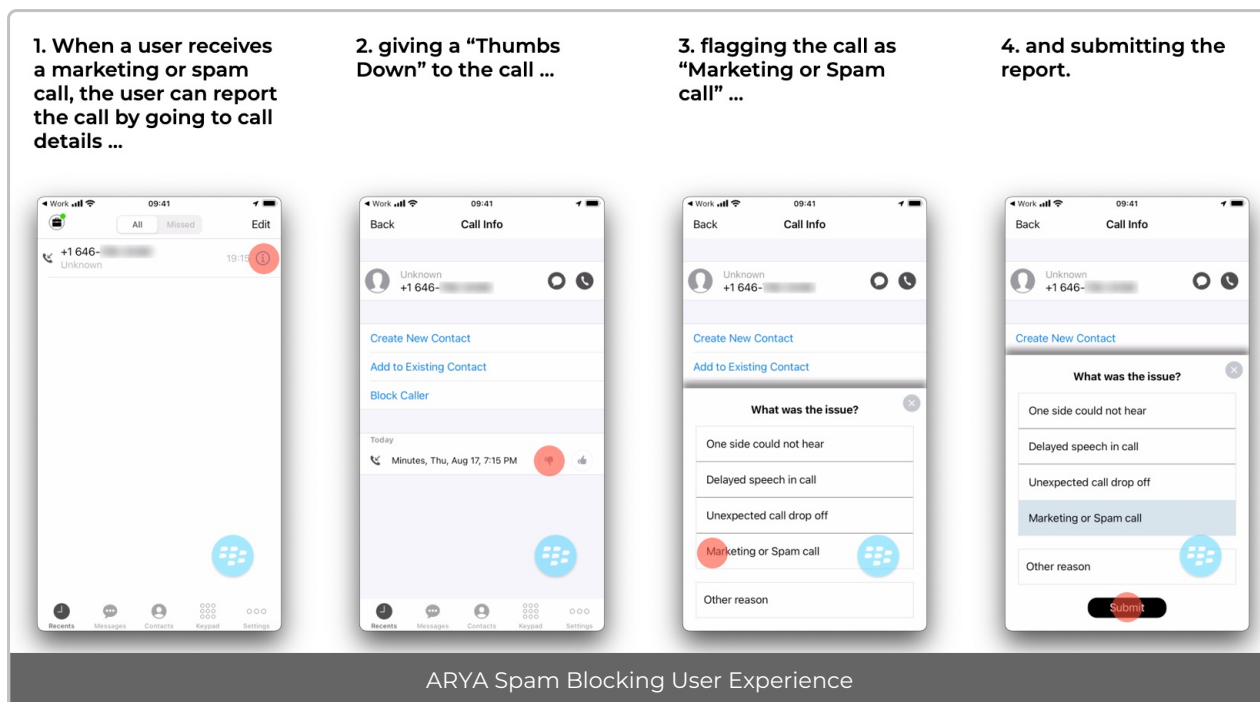 1. When a user receives
a marketing or spam
call, the user can report
the call by going to call
details ...
2. giving a “Thumbs
Down” to the call ...
3. flagging the call as
“Marketing or Spam
call” ...
4. and submitting the
report.
Work
09:41
All
Missed
Edit
+1 646-
Unknown
19:15
Recents
Messages
Contacts
Keypad
Settings
Work
09:41
Back
Call Info
Unknown
+1 646-
Create New Contact
Add to Existing Contact
Block Caller
Today
Minutes, Thu, Aug 17, 7:15 PM
Recents
Messages
Contacts
Keypad
Settings
Work
09:41
Back
Call Info
Unknown
+1 646-
Create New Contact
Add to Existing Contact
What was the issue?
One side could not hear
Delayed speech in call
Unexpected call drop off
Marketing or Spam call
Other reason
Work
09:41
Back
Call Info
Unknown
+1 646-
Create New Contact
What was the issue?
One side could not hear
Delayed speech in call
Unexpected call drop off
Marketing or Spam call
Other reason
Submit
ARYA Spam Blocking User Experience